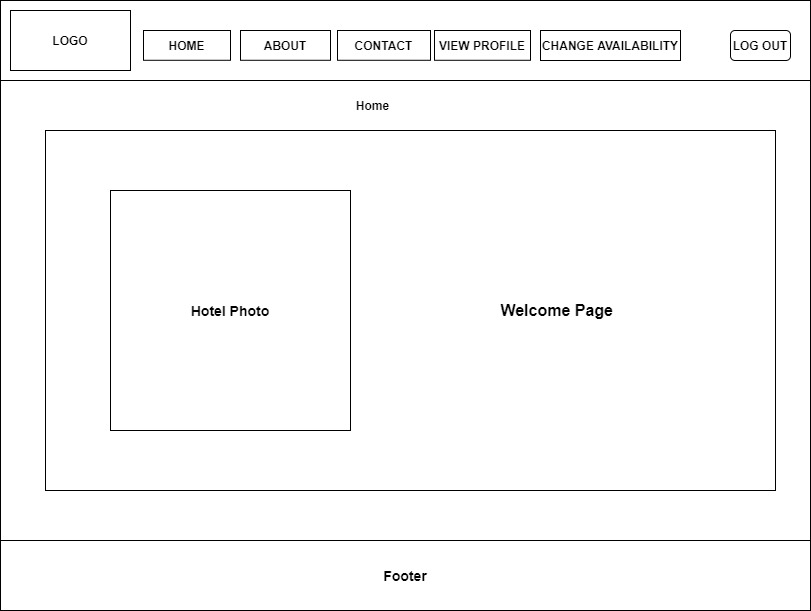 LOGO
HOME
ABOUT
CONTACT
VIEW PROFILE
CHANGE AVAILABILITY
LOG OUT
Home
Hotel Photo
Welcome Page
Footer